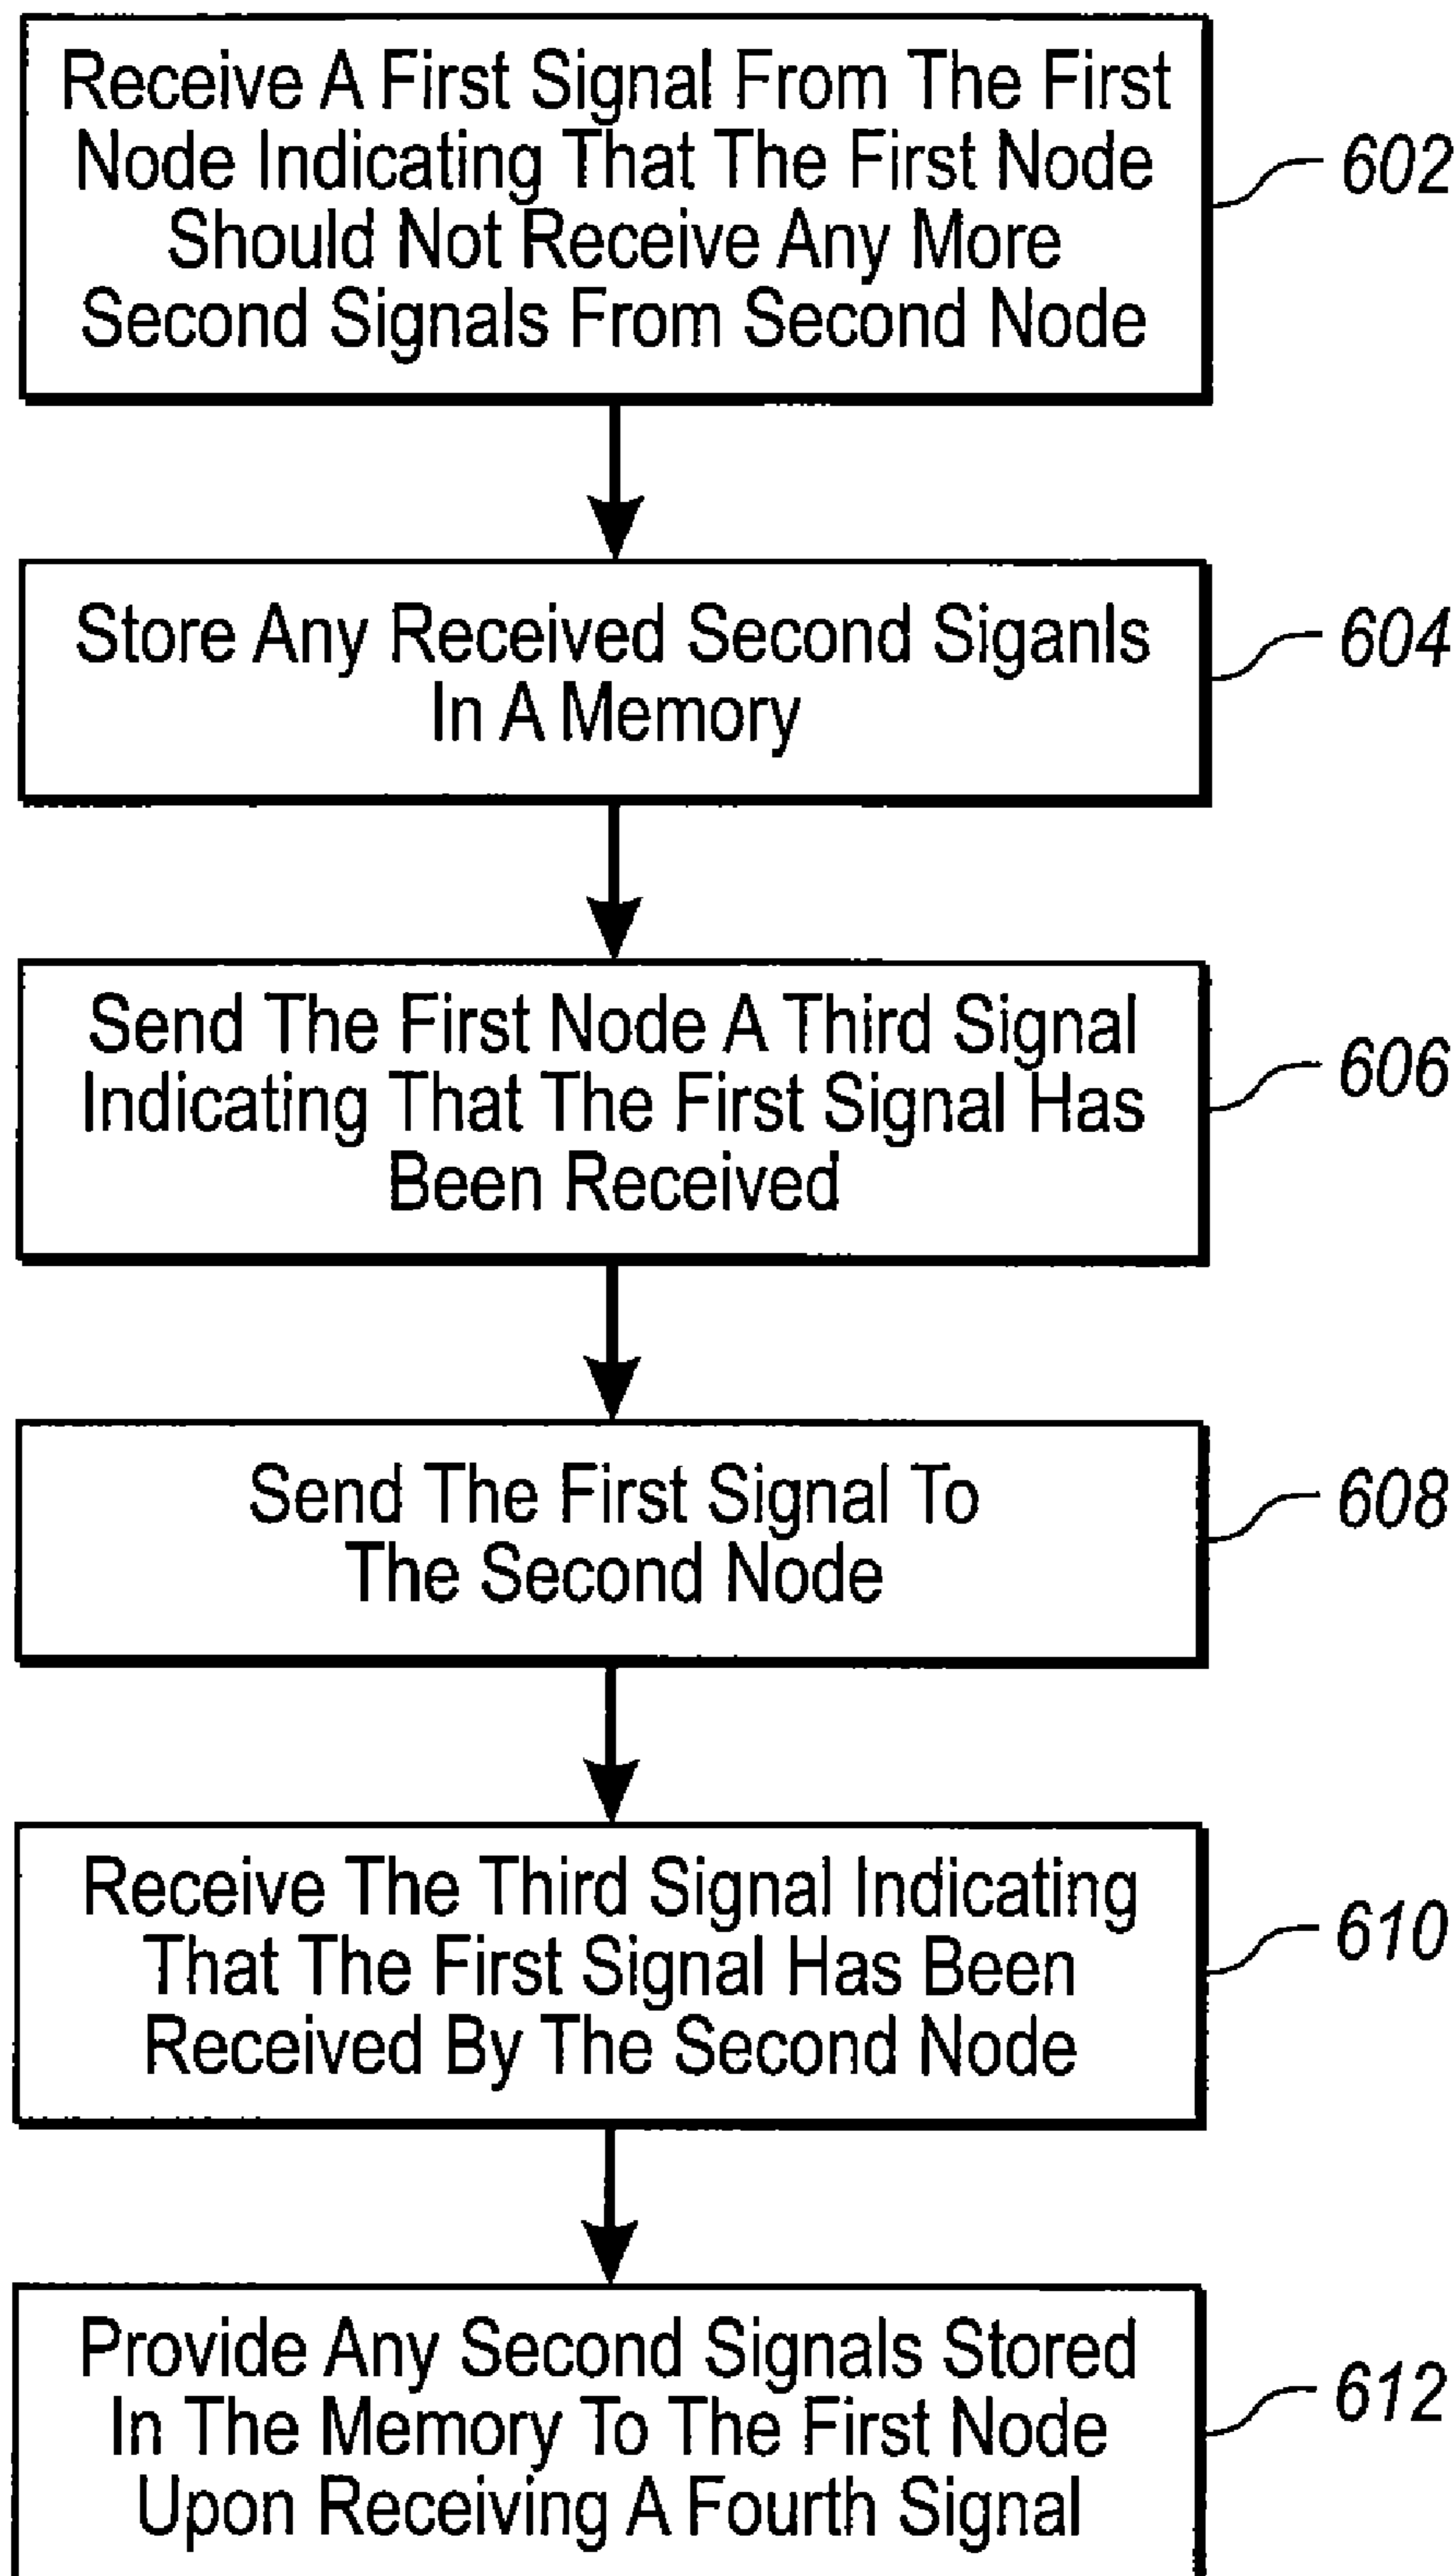 Receive A First Signal From The First
Node Indicating That The First Node
Should Not Receive Any More
Second Signals From Second Node
602
Store Any Received Second Siganls
In A Memory
604
Send The First Node A Third Signal
Indicating That The First Signal Has
Been Received
606
Send The First Signal To
The Second Node
608
Receive The Third Signal Indicating
That The First Signal Has Been
Received By The Second Node
610
Provide Any Second Signals Stored
In The Memory To The First Node
Upon Receiving A Fourth Signal
612